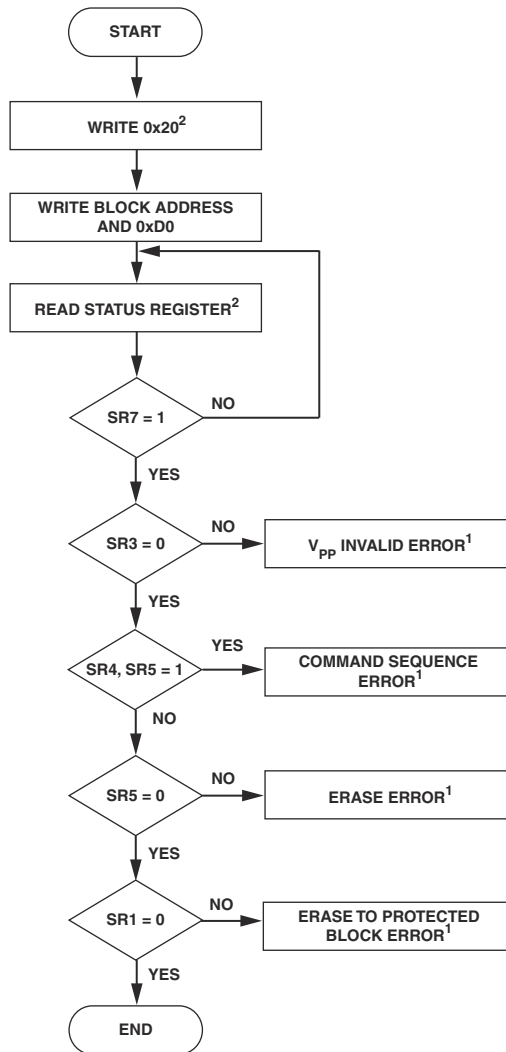 START
WRITE 0x20²
WRITE BLOCK ADDRESS
AND 0xD0
READ STATUS REGISTER²
SR7 = 1
NO
YES
SR3 = 0
NO
V_PP INVALID ERROR¹
YES
SR4, SR5 = 1
YES
COMMAND SEQUENCE
ERROR¹
NO
SR5 = 0
NO
ERASE ERROR¹
YES
SR1 = 0
NO
ERASE TO PROTECTED
BLOCK ERROR¹
YES
END